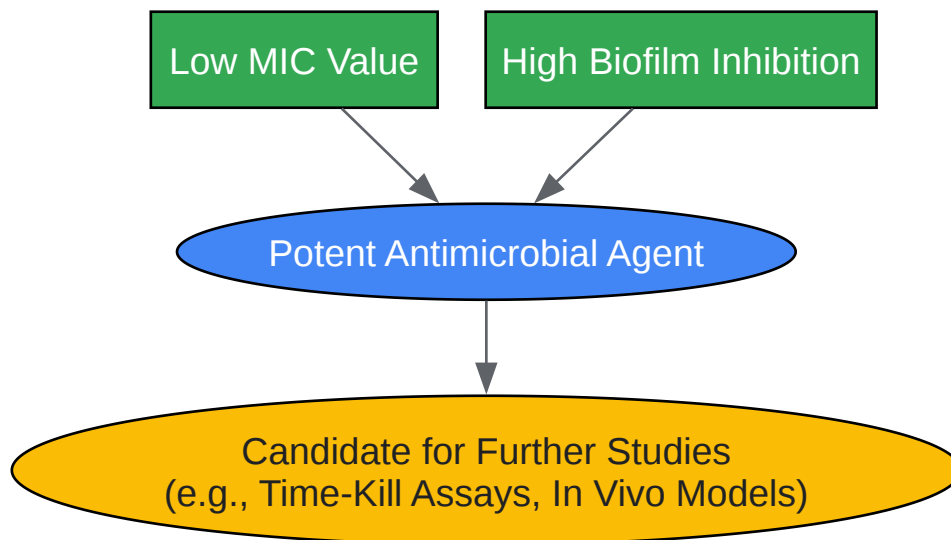 Low MIC Value
High Biofilm Inhibition
Potent Antimicrobial Agent
Candidate for Further Studies
(e.g., Time-Kill Assays, In Vivo Models)